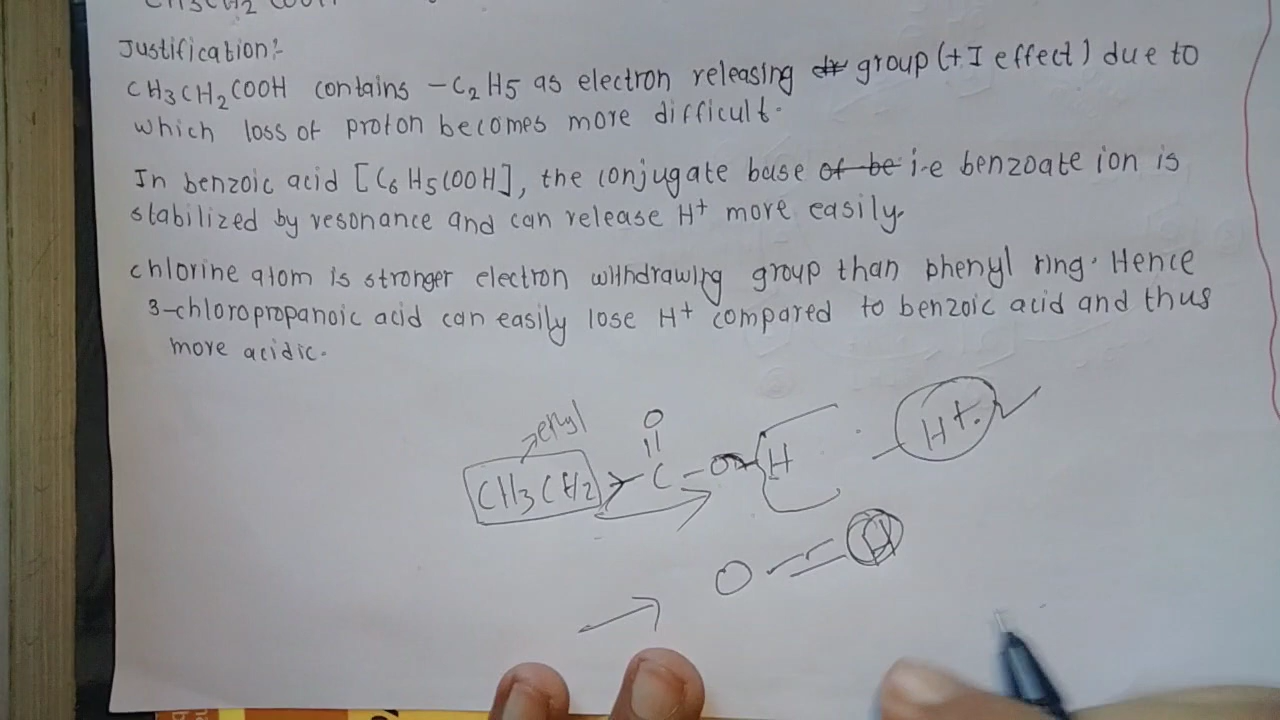 CH3CH2COOH
Justification:-
CH3CH2COOH contains -C2H5 as electron releasing group (+I effect) due to
which loss of proton becomes more difficult.
In benzoic acid [C6H5COOH], the conjugate base of be i.e benzoate ion is
stabilized by resonance and can release H+ more easily.
chlorine atom is stronger electron withdrawing group than phenyl ring. Hence
3-chloropropanoic acid can easily lose H+ compared to benzoic acid and thus
more acidic.
O
CH3CH2 - C - O - H
H+.
O